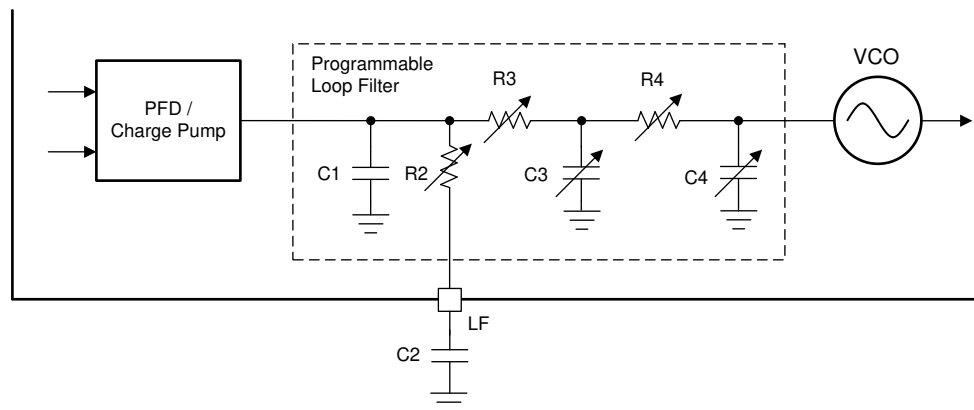 Programmable
Loop Filter
VCO
R3
R4
PFD /
Charge Pump
C1
R2
C3
C4
LF
C2